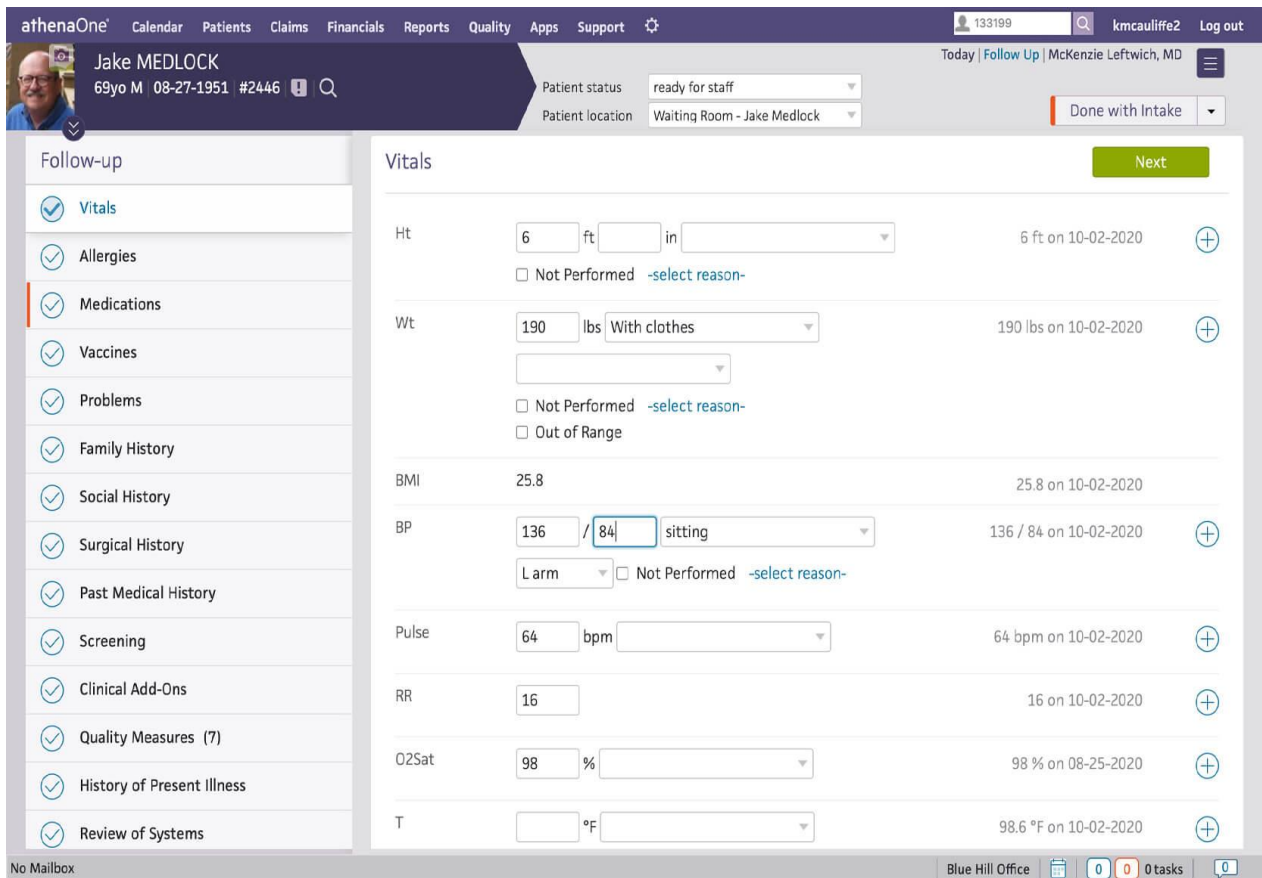 athenaOne Calendar Patients Claims Financials Reports Quality Apps Support 133199 kmcauliffe2 Log out
Jake MEDLOCK
69yo M 08-27-1951 #2446
Today | Follow Up | McKenzie Leftwich, MD
Patient status ready for staff
Patient location Waiting Room - Jake Medlock
Done with Intake
Follow-up
Vitals
Allergies
Medications
Vaccines
Problems
Family History
Social History
Surgical History
Past Medical History
Screening
Clinical Add-Ons
Quality Measures (7)
History of Present Illness
Review of Systems
Vitals
Next
Ht 6 ft in 6 ft on 10-02-2020
Not Performed -select reason-
Wt 190 lbs With clothes 190 lbs on 10-02-2020
Not Performed -select reason-
Out of Range
BMI 25.8 25.8 on 10-02-2020
BP 136 / 84 sitting 136 / 84 on 10-02-2020
L arm Not Performed -select reason-
Pulse 64 bpm 64 bpm on 10-02-2020
RR 16 16 on 10-02-2020
O2Sat 98 % 98 % on 08-25-2020
T °F 98.6 °F on 10-02-2020
No Mailbox Blue Hill Office 0 0 0 tasks 0